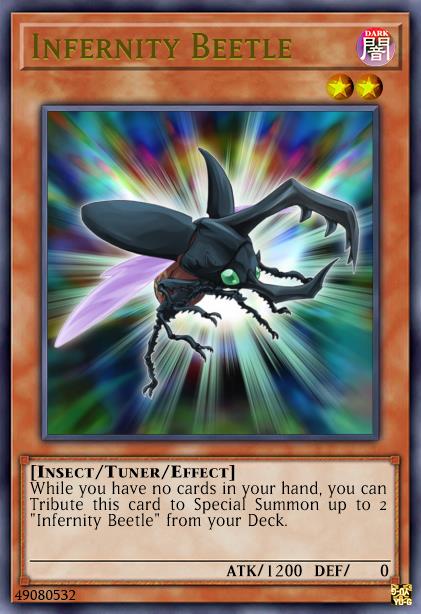 Infernity Beetle
DARK
闇
[Insect/Tuner/Effect]
While you have no cards in your hand, you can
Tribute this card to Special Summon up to 2
"Infernity Beetle" from your Deck.
ATK/1200 DEF/ 0
49080532